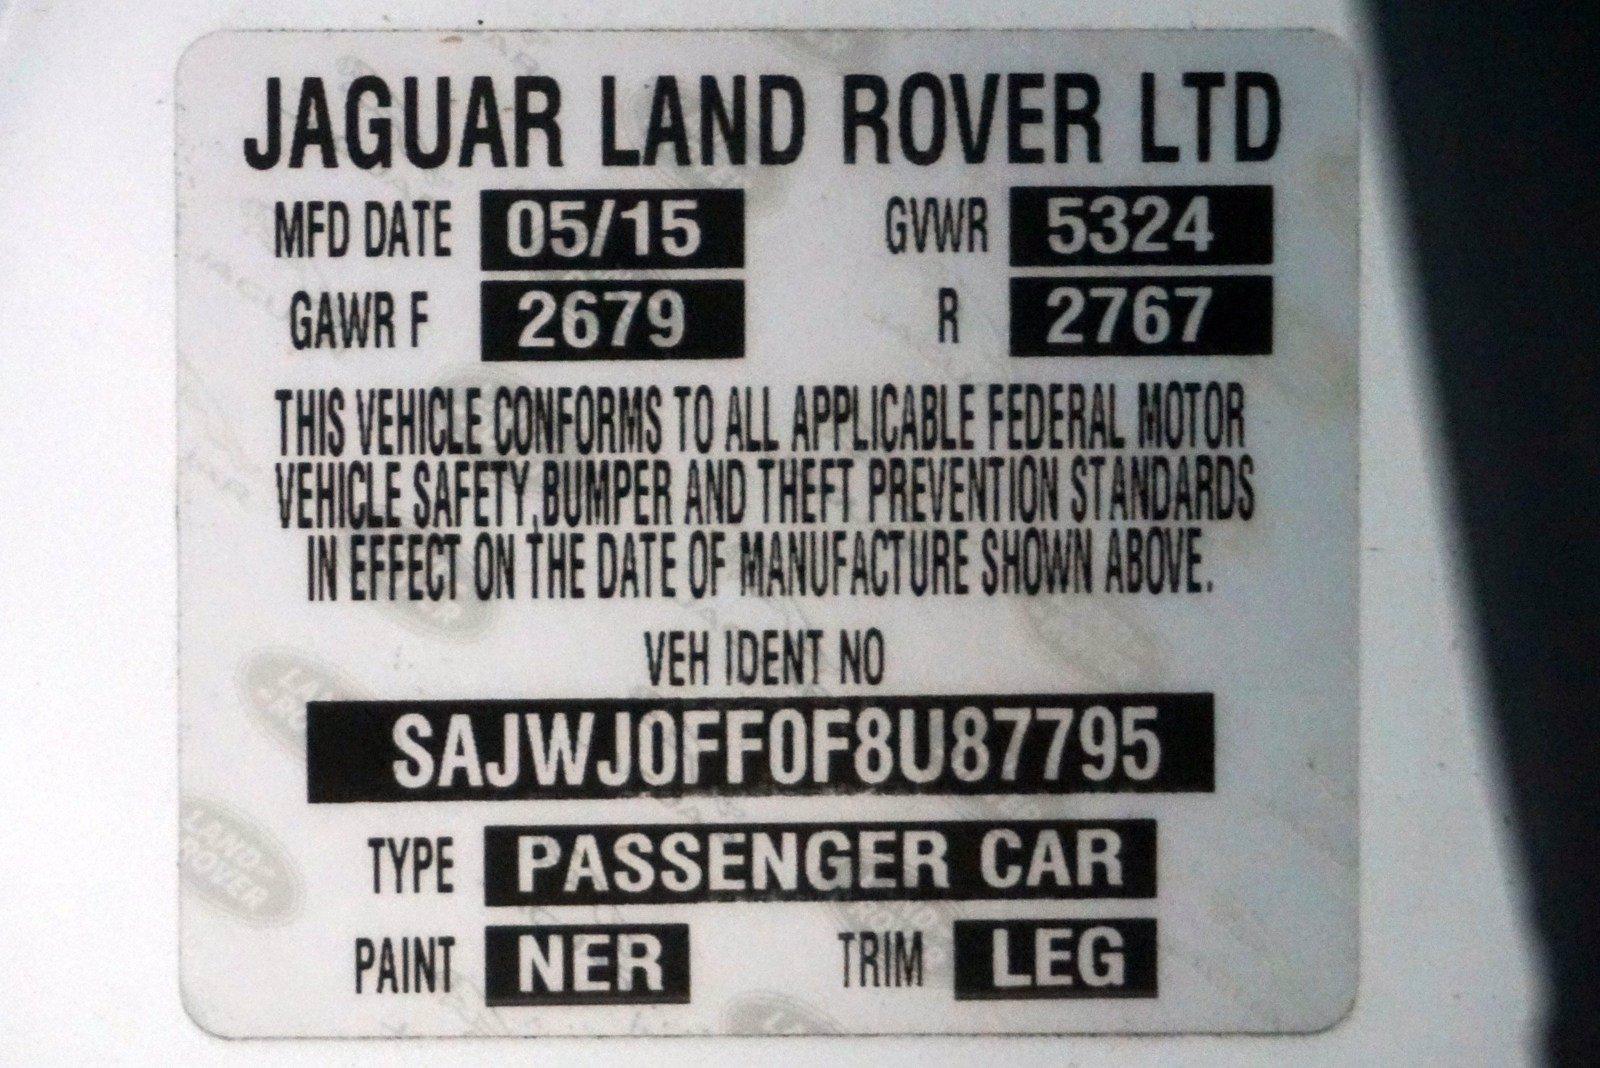 JAGUAR LAND ROVER LTD
MFD DATE 05/15 GVWR 5324
GAWR F 2679 R 2767
THIS VEHICLE CONFORMS TO ALL APPLICABLE FEDERAL MOTOR
VEHICLE SAFETY,BUMPER AND THEFT PREVENTION STANDARDS
IN EFFECT ON THE DATE OF MANUFACTURE SHOWN ABOVE.
VEH IDENT NO
SAJWJ0FF0F8U87795
TYPE PASSENGER CAR
PAINT NER TRIM LEG
LAND
ROVER